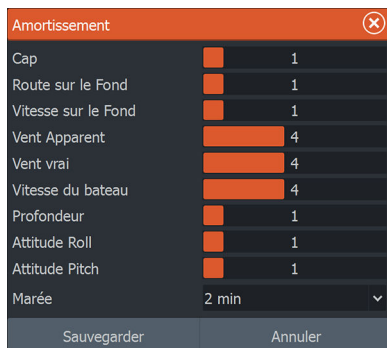 Amortissement
Cap 1
Route sur le Fond 1
Vitesse sur le Fond 1
Vent Apparent 4
Vent vrai 4
Vitesse du bateau 4
Profondeur 1
Attitude Roll 1
Attitude Pitch 1
Marée 2 min
Sauvegarder Annuler